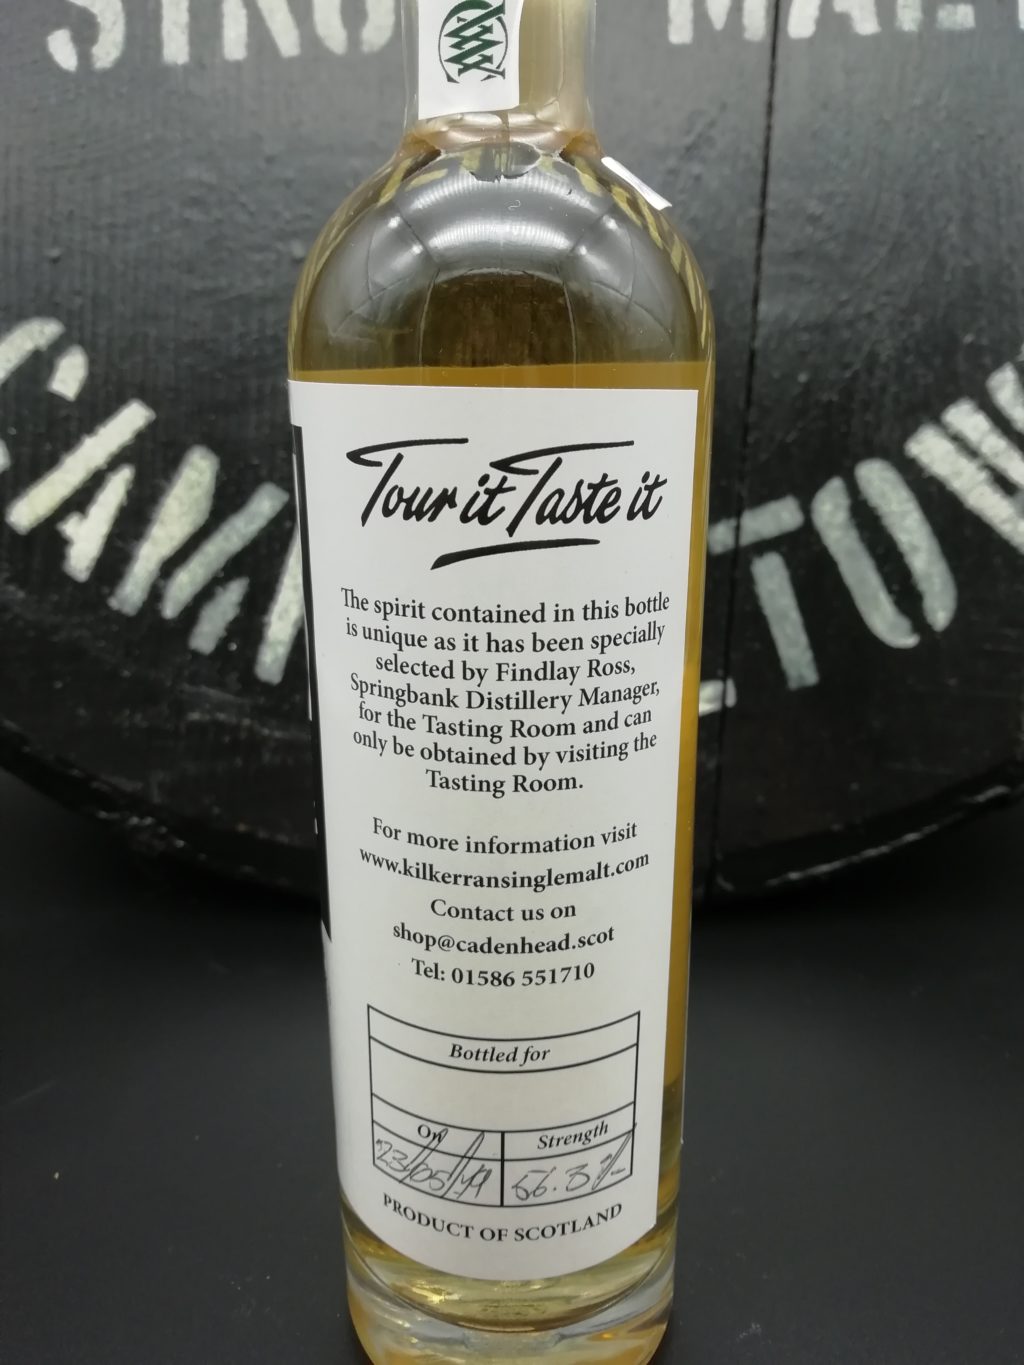 Tour it Taste it
The spirit contained in this bottle
is unique as it has been specially
selected by Findlay Ross,
Springbank Distillery Manager,
for the Tasting Room and can
only be obtained by visiting the
Tasting Room.
For more information visit
www.kilkerransinglemalt.com
Contact us on
shop@cadenhead.scot
Tel: 01586 551710
Bottled for
On
Strength
23/05/19
56.3%
PRODUCT OF SCOTLAND